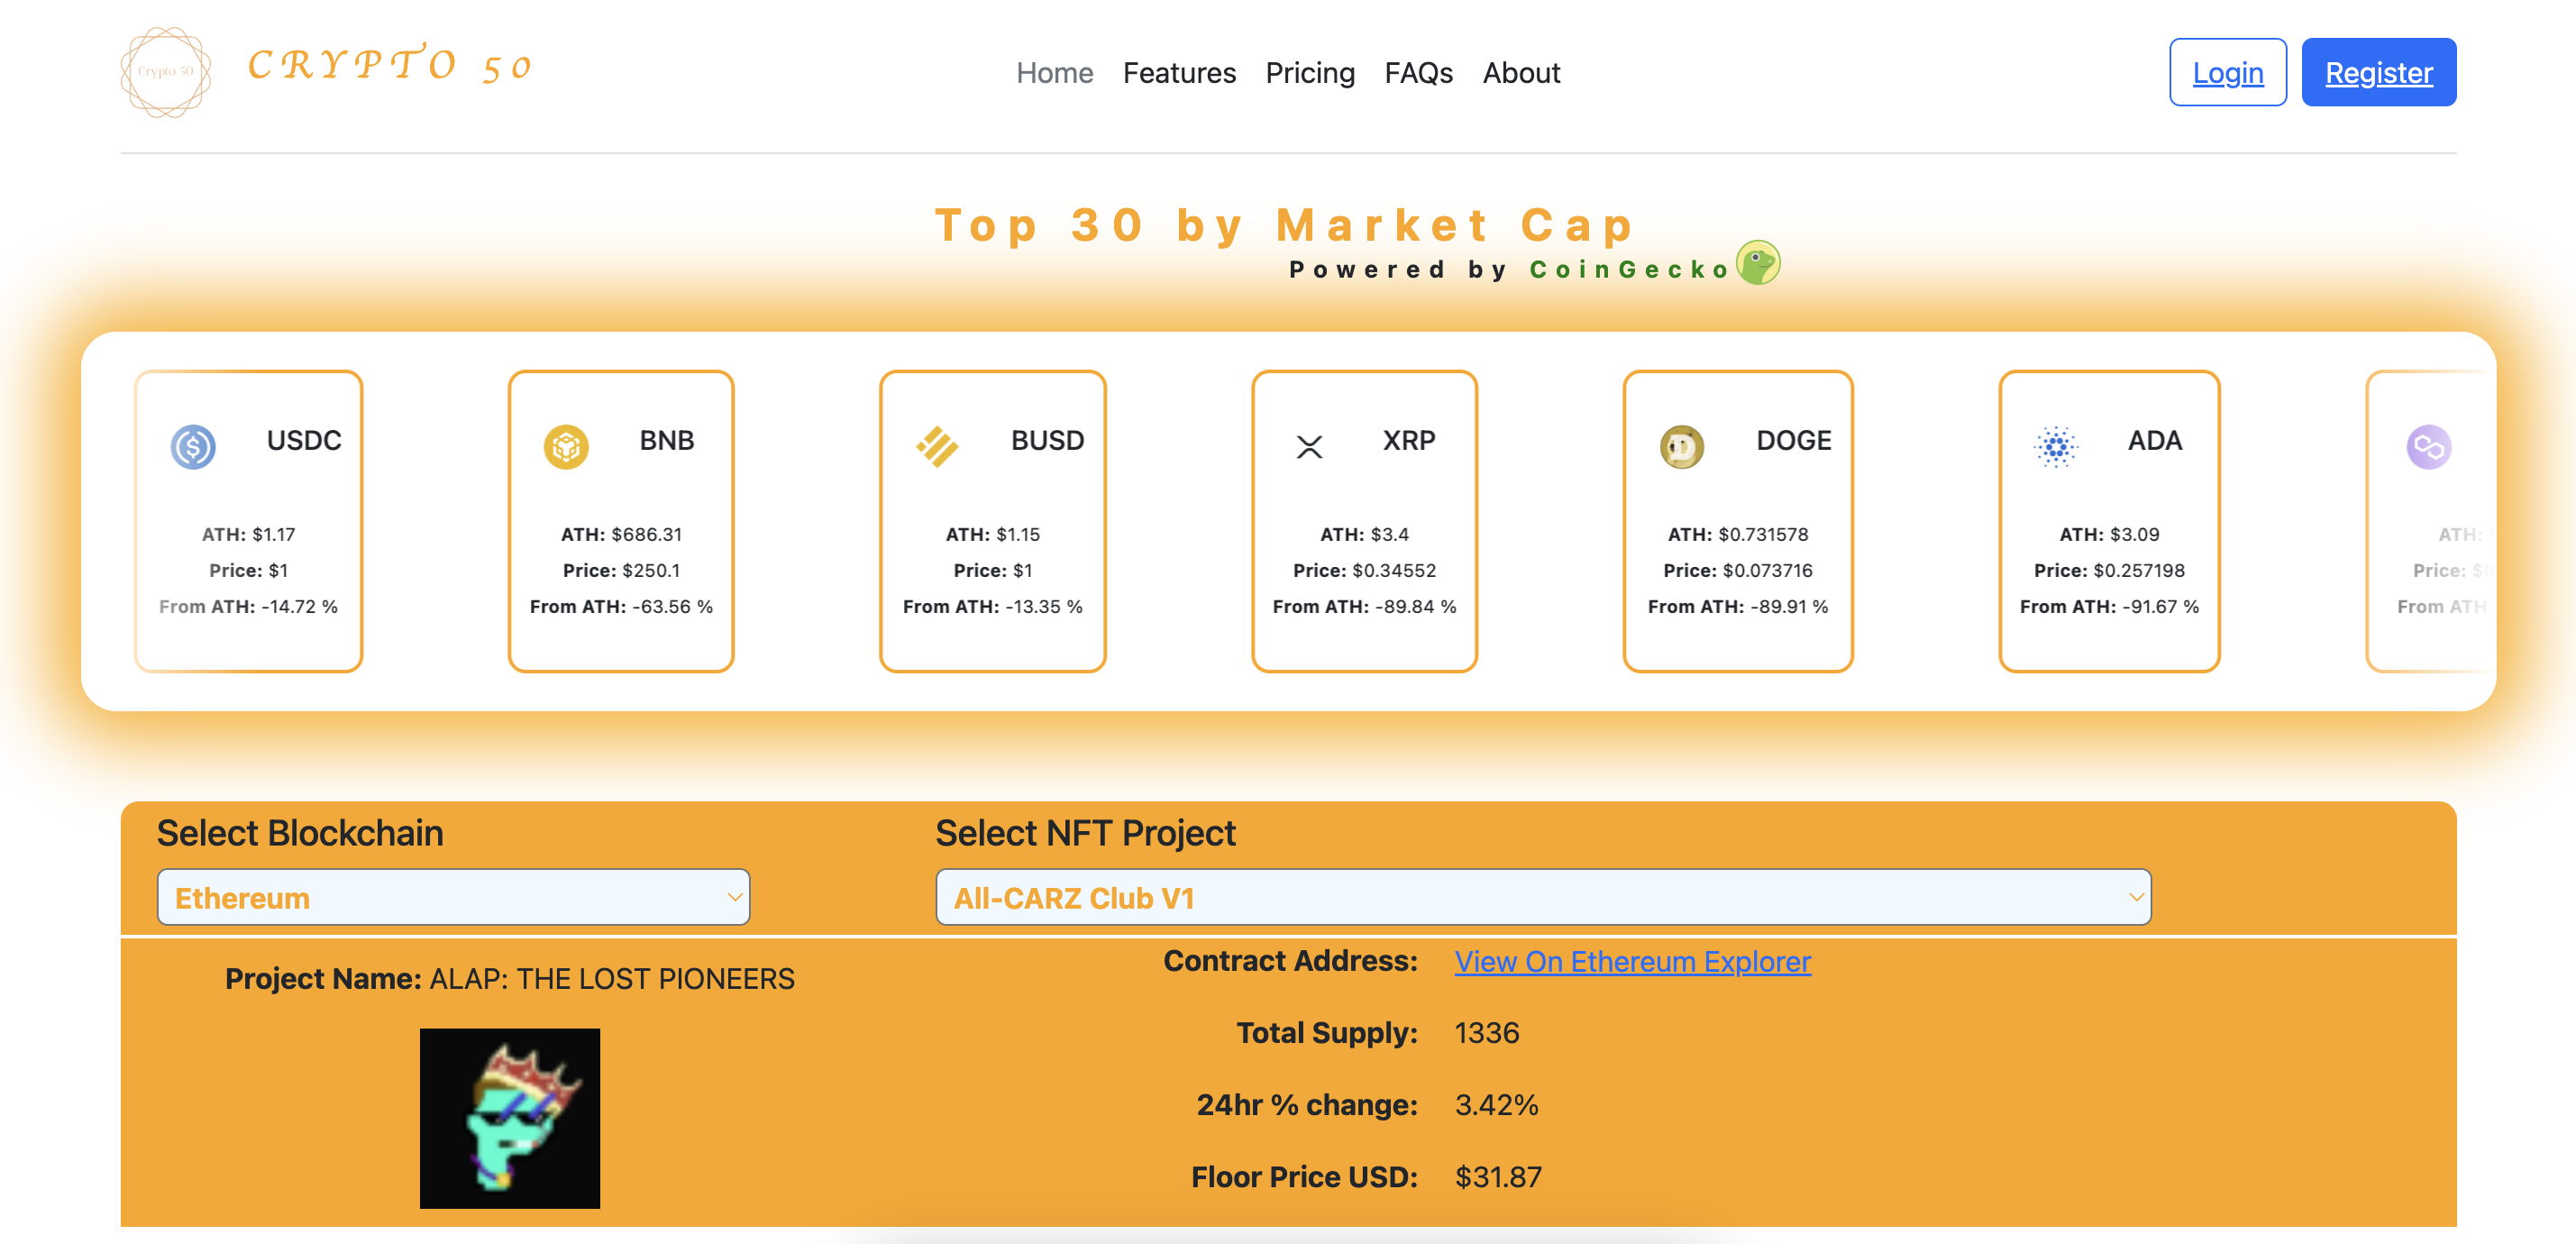 Crypto 50
CRYPTO 50
Home Features Pricing FAQs About
Login Register
Top 30 by Market Cap
Powered by CoinGecko
USDC
ATH: $1.17
Price: $1
From ATH: -14.72 %
BNB
ATH: $686.31
Price: $250.1
From ATH: -63.56 %
BUSD
ATH: $1.15
Price: $1
From ATH: -13.35 %
XRP
ATH: $3.4
Price: $0.34552
From ATH: -89.84 %
DOGE
ATH: $0.731578
Price: $0.073716
From ATH: -89.91 %
ADA
ATH: $3.09
Price: $0.257198
From ATH: -91.67 %
ATH:
Price:
From ATH:
Select Blockchain
Ethereum
Select NFT Project
All-CARZ Club V1
Project Name: ALAP: THE LOST PIONEERS
Contract Address: View On Ethereum Explorer
Total Supply: 1336
24hr % change: 3.42%
Floor Price USD: $31.87